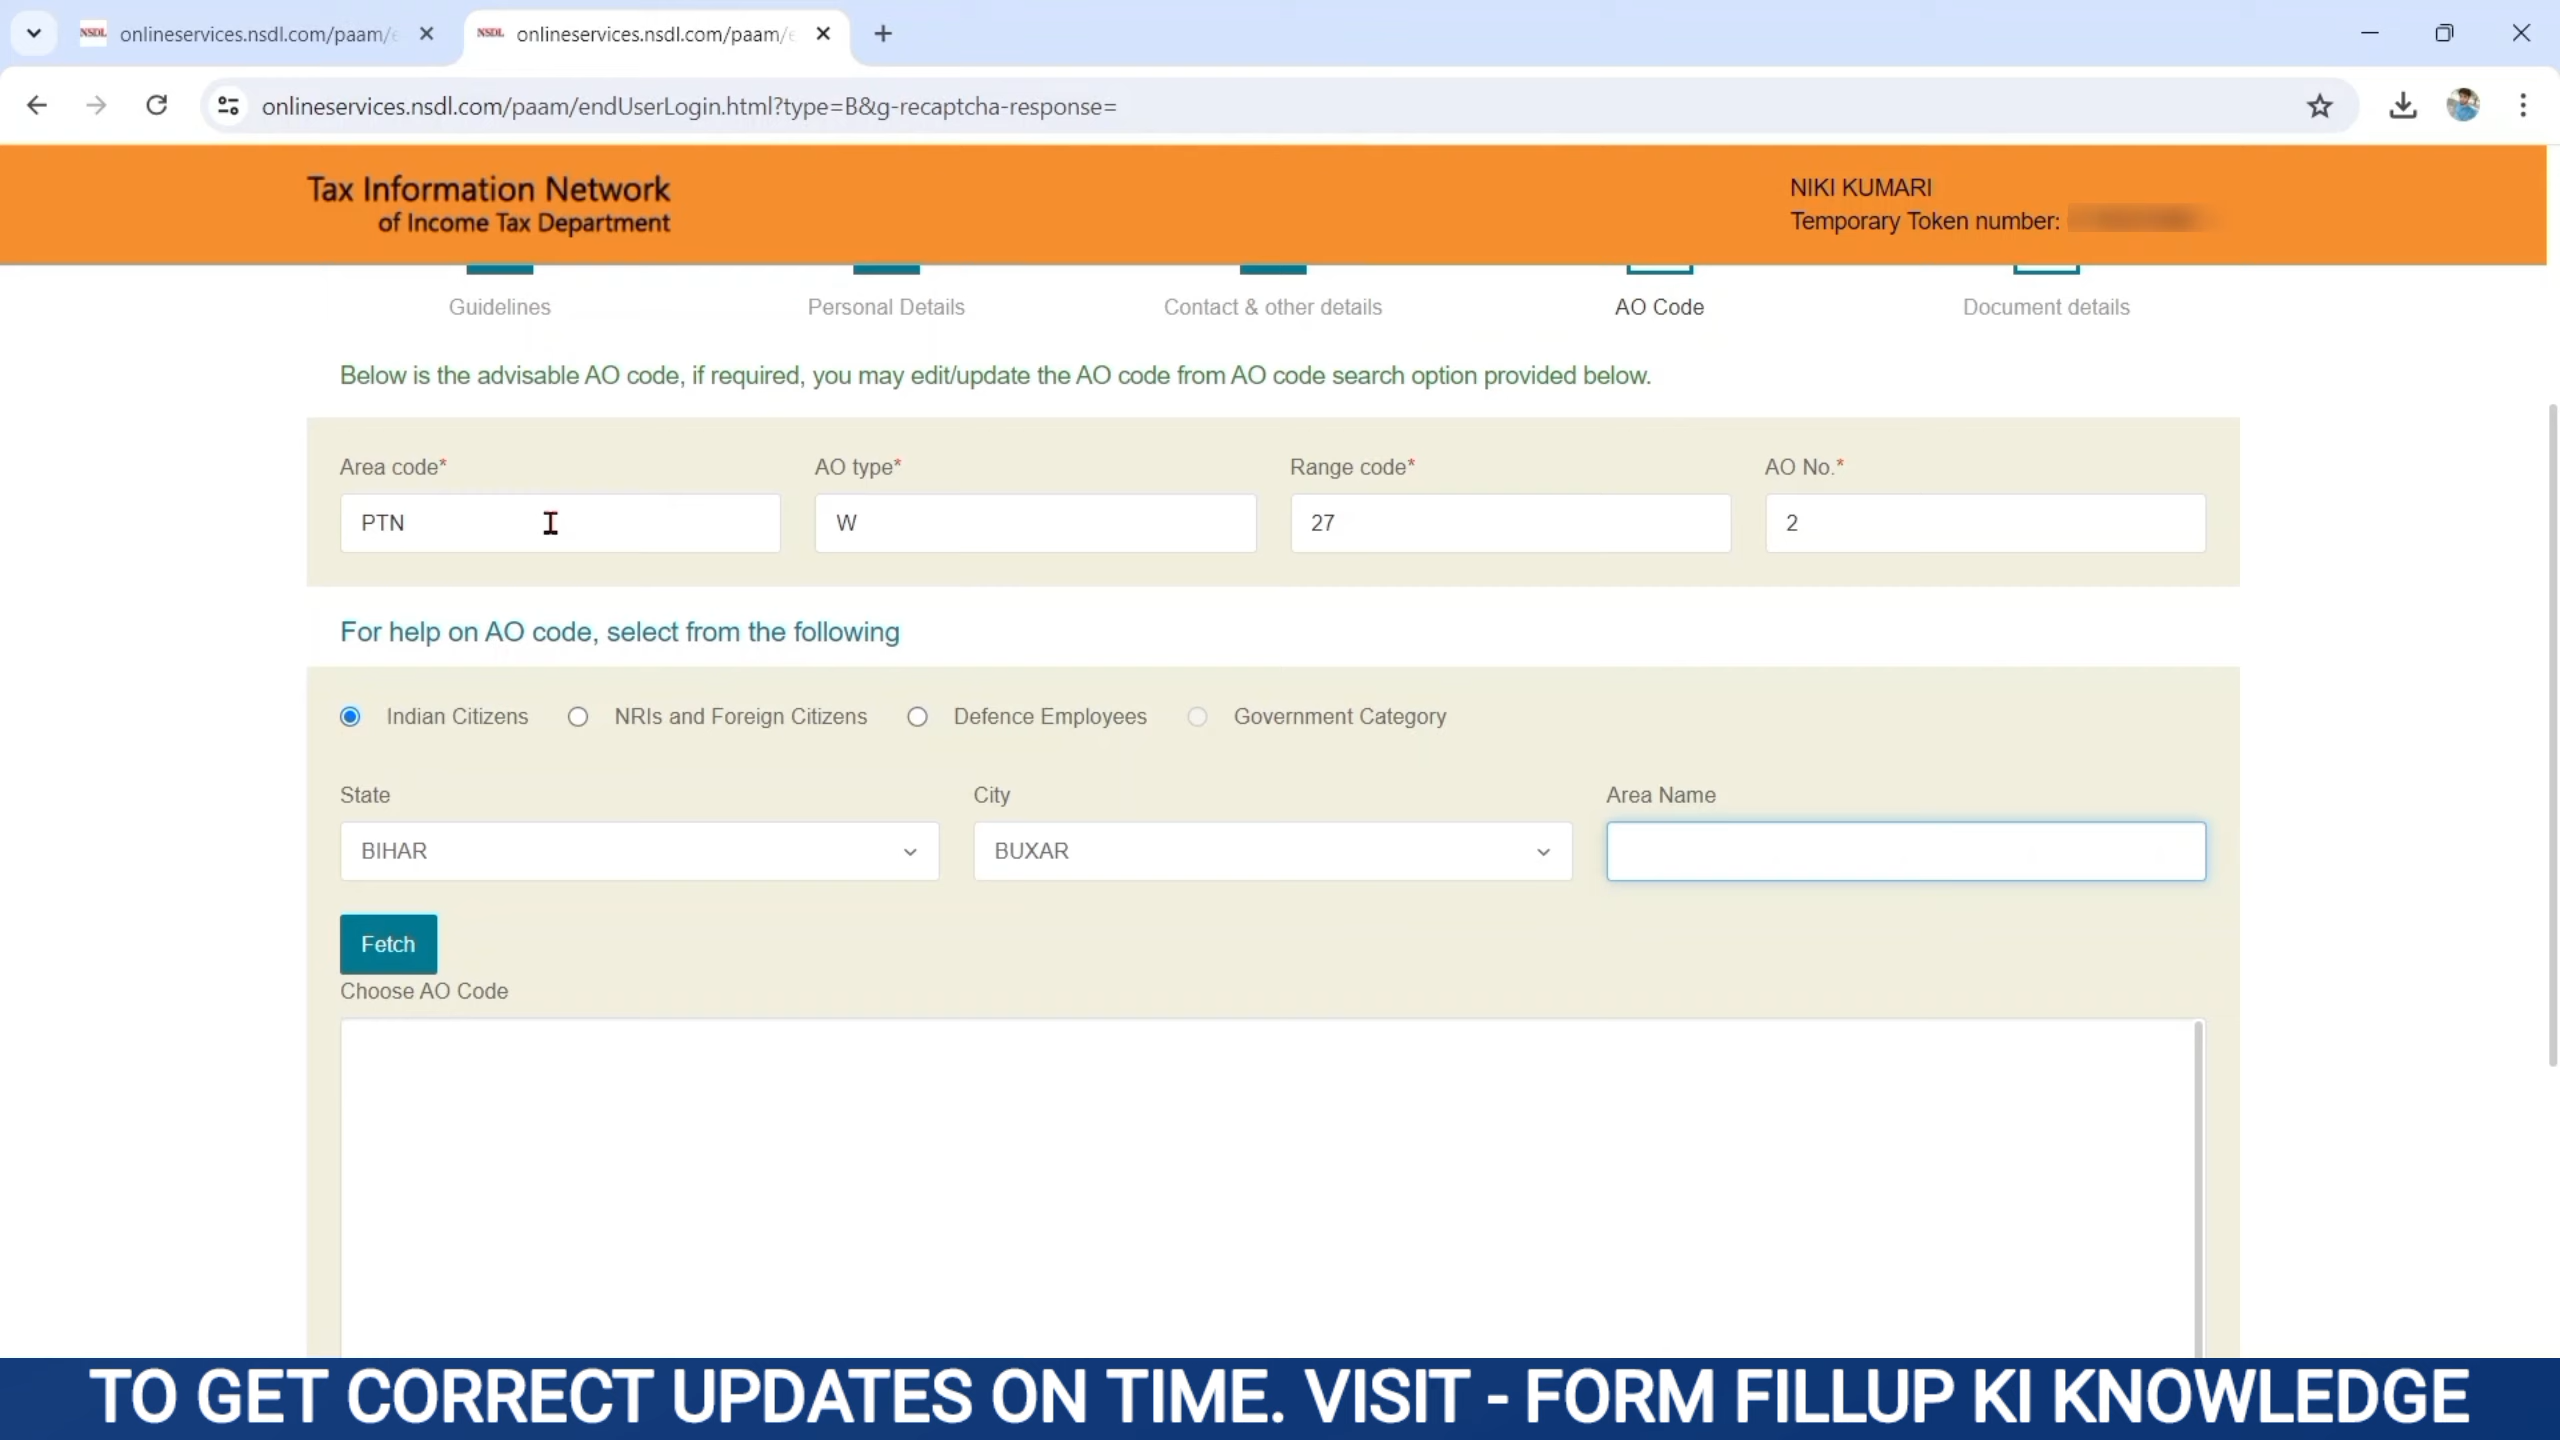 onlineservices.nsdl.com/paam/e
onlineservices.nsdl.com/paam/e
onlineservices.nsdl.com/paam/endUserLogin.html?type=B&g-recaptcha-response=
Tax Information Network
of Income Tax Department
NIKI KUMARI
Temporary Token number:
Guidelines
Personal Details
Contact & other details
AO Code
Document details
Below is the advisable AO code, if required, you may edit/update the AO code from AO code search option provided below.
Area code*
AO type*
Range code*
AO No.*
PTN
W
27
2
For help on AO code, select from the following
Indian Citizens
NRIs and Foreign Citizens
Defence Employees
Government Category
State
City
Area Name
BIHAR
BUXAR
Fetch
Choose AO Code
TO GET CORRECT UPDATES ON TIME. VISIT - FORM FILLUP KI KNOWLEDGE